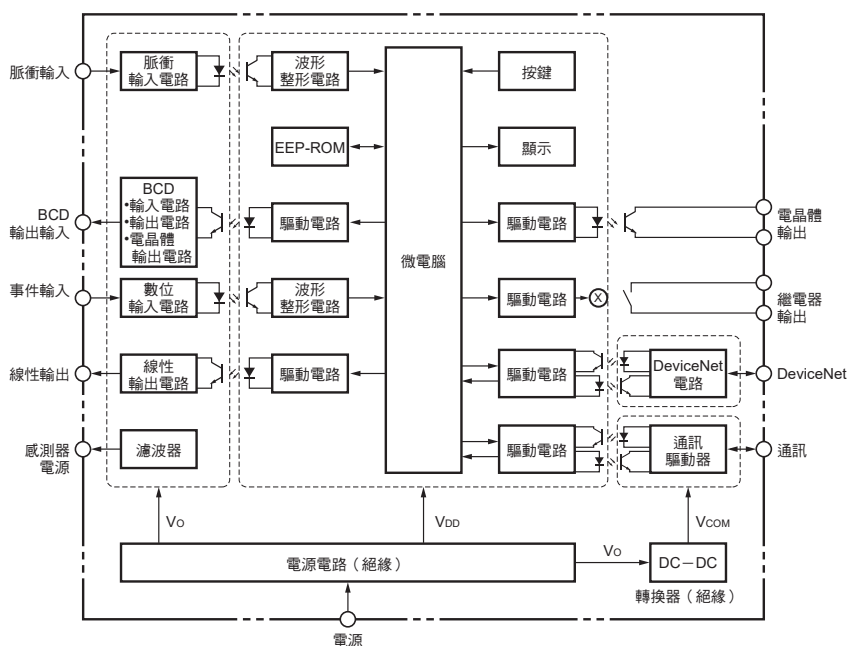 脈衝輸入
脈衝
輸入電路
波形
整形電路
按鍵
EEP-ROM
顯示
BCD
輸出輸入
BCD
•輸入電路
•輸出電路
•電晶體
輸出電路
驅動電路
微電腦
驅動電路
電晶體
輸出
事件輸入
數位
輸入電路
波形
整形電路
驅動電路
X
繼電器
輸出
線性輸出
線性
輸出電路
驅動電路
驅動電路
DeviceNet
電路
DeviceNet
感測器
電源
濾波器
驅動電路
通訊
驅動器
通訊
VO
VDD
VCOM
電源電路（絕緣）
VO
DC－DC
轉換器（絕緣）
電源